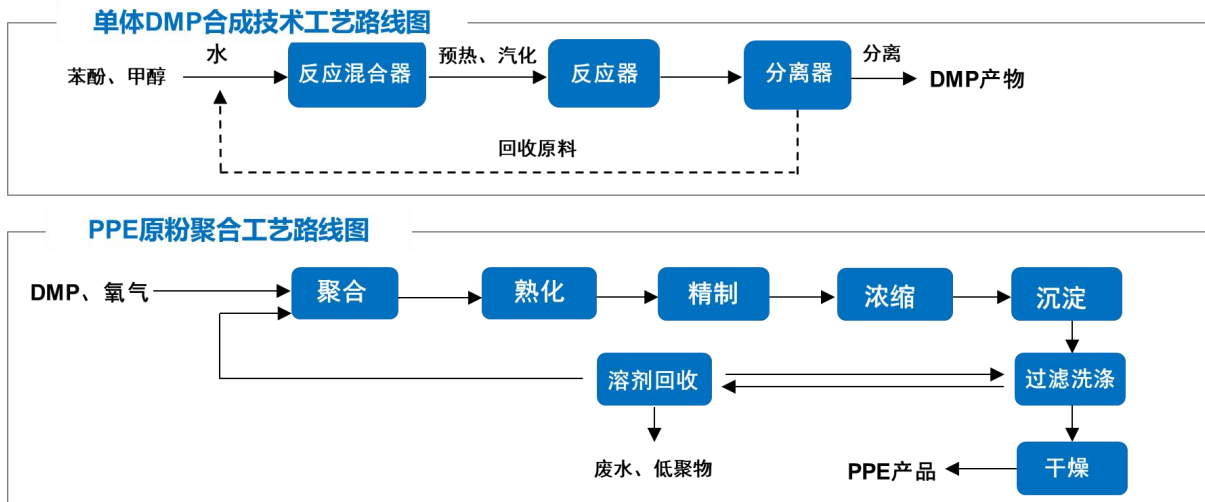 单体DMP合成技术工艺路线图
水
苯酚、甲醇
反应混合器
预热、汽化
反应器
分离器
分离
DMP产物
回收原料
PPE原粉聚合工艺路线图
DMP、氧气
聚合
熟化
精制
浓缩
沉淀
溶剂回收
过滤洗涤
废水、低聚物
PPE产品
干燥